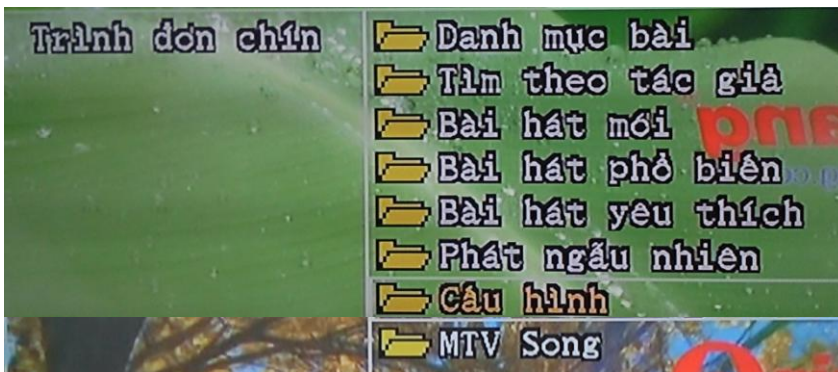 Trình đơn chín
Danh mục bài
Tìm theo tác giả
Bài hát mới
Bài hát phổ biến
Bài hát yêu thích
Phát ngẫu nhiên
Cấu hình
MTV Song